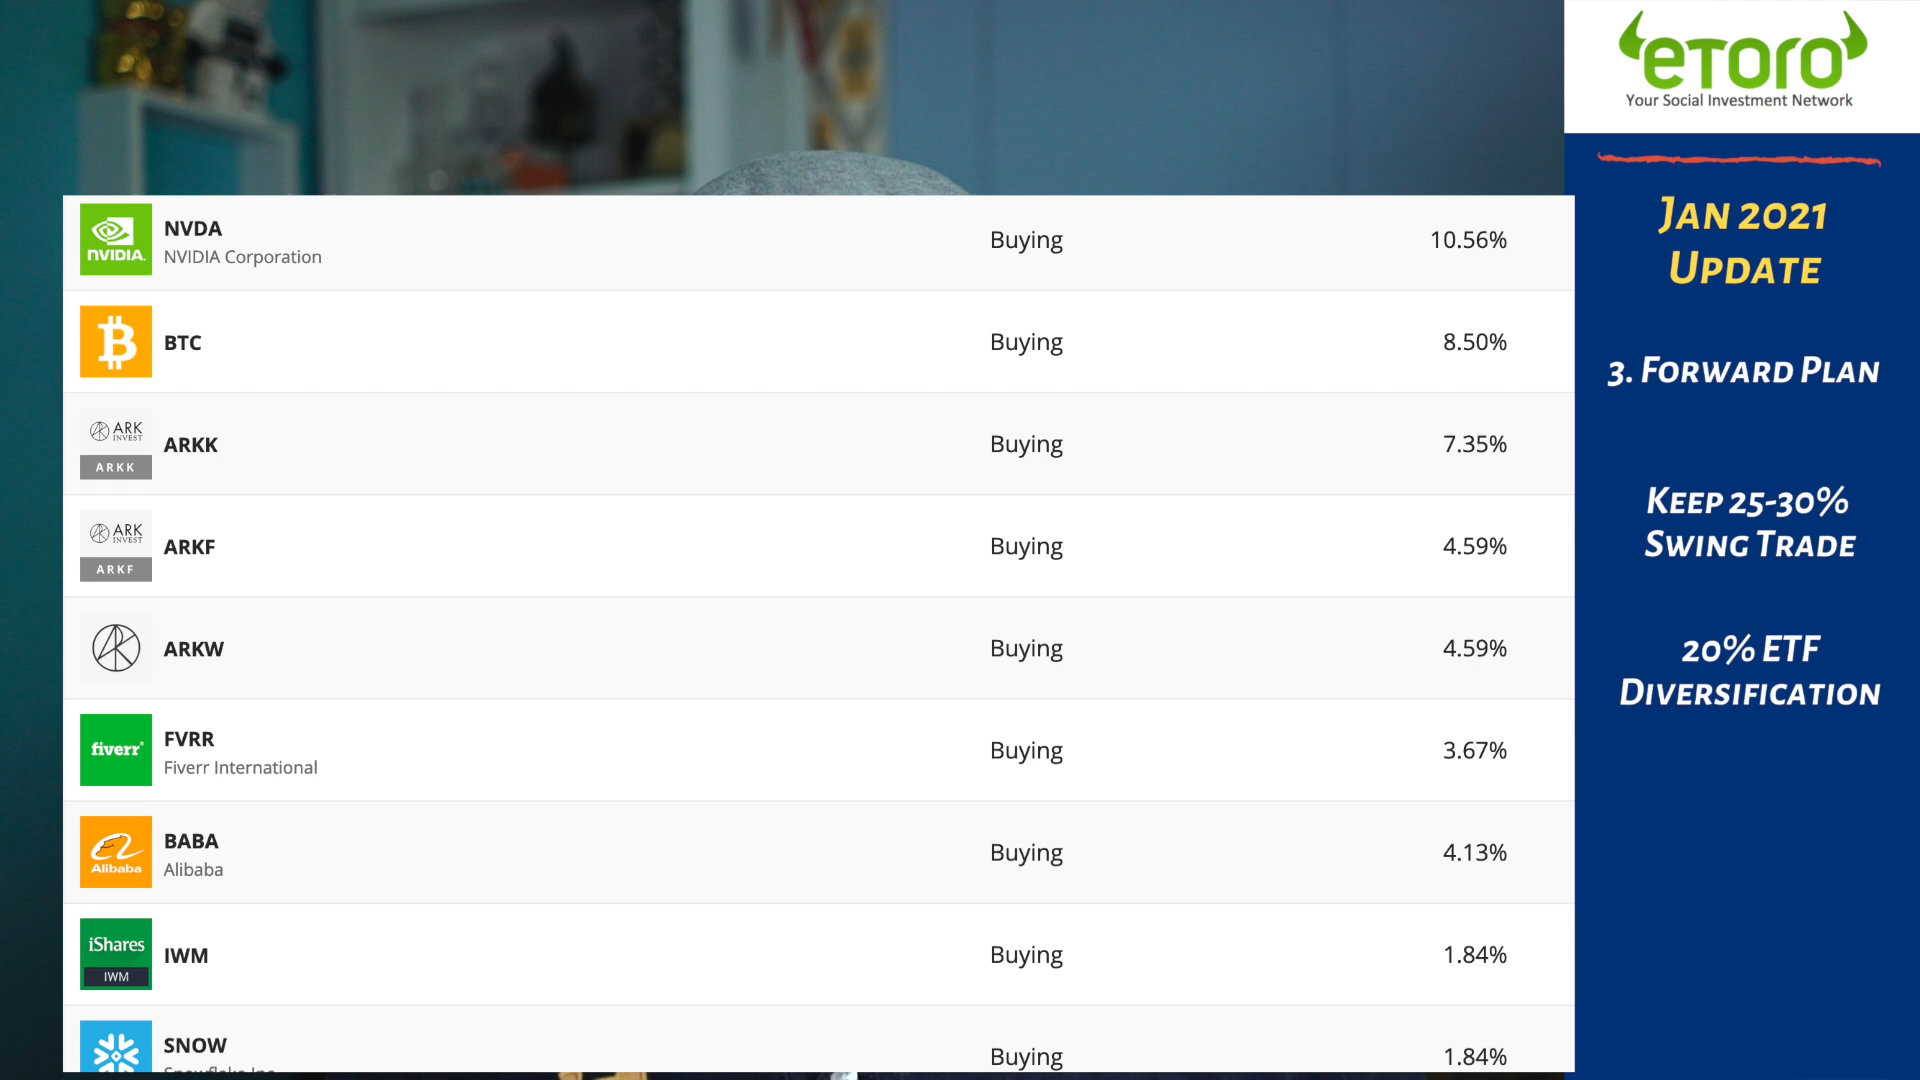 eToro
Your Social Investment Network
Jan 2021
Update
3. Forward Plan
Keep 25-30%
Swing Trade
20% ETF
Diversification
NVIDIA.
NVDA
NVIDIA Corporation
Buying
10.56%
BTC
Buying
8.50%
ARK
INVEST
ARKK
ARKK
Buying
7.35%
ARK
INVEST
ARKF
ARKF
Buying
4.59%
ARKW
Buying
4.59%
fiverr
FVRR
Fiverr International
Buying
3.67%
Alibaba
BABA
Alibaba
Buying
4.13%
iShares
IWM
IWM
Buying
1.84%
SNOW
Snowflake Inc
Buying
1.84%